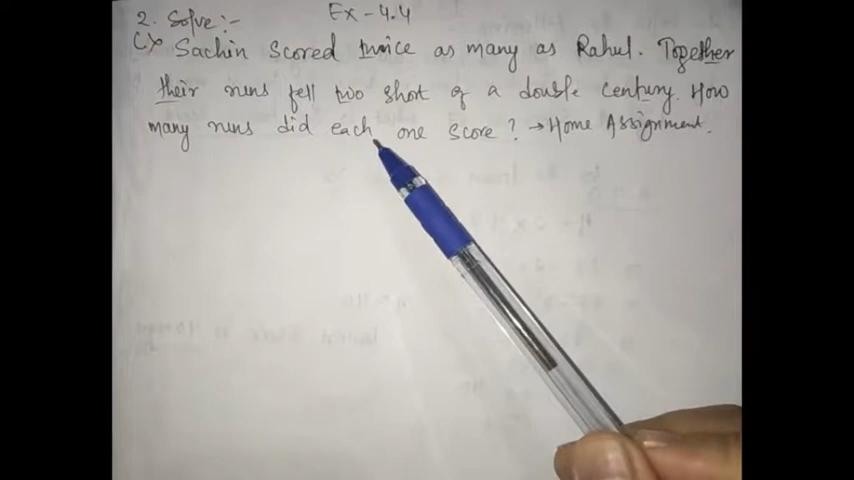 Ex - 4.4
2. Solve :-
(c) Sachin scored twice as many as Rahul. Together
their runs fell two short of a double century. How
many runs did each one score? → Home Assignment.